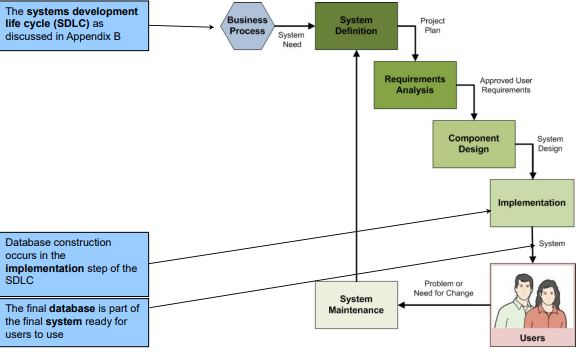 The systems development
life cycle (SDLC) as
discussed in Appendix B
Business
Process
System
Need
System
Definition
Project
Plan
Requirements
Analysis
Approved User
Requirements
Component
Design
System
Design
Implementation
Database construction
occurs in the
implementation step of the
SDLC
System
The final database is part of
the final system ready for
users to use
System
Maintenance
Problem or
Need for Change
Users